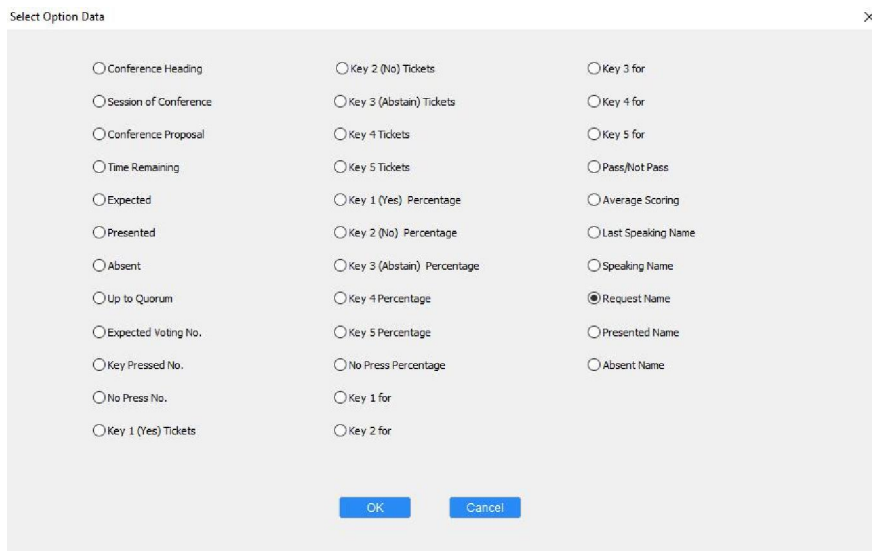 Select Option Data
Conference Heading
Session of Conference
Conference Proposal
Time Remaining
Expected
Presented
Absent
Up to Quorum
Expected Voting No.
Key Pressed No.
No Press No.
Key 1 (Yes) Tickets
Key 2 (No) Tickets
Key 3 (Abstain) Tickets
Key 4 Tickets
Key 5 Tickets
Key 1 (Yes) Percentage
Key 2 (No) Percentage
Key 3 (Abstain) Percentage
Key 4 Percentage
Key 5 Percentage
No Press Percentage
Key 1 for
Key 2 for
Key 3 for
Key 4 for
Key 5 for
Pass/Not Pass
Average Scoring
Last Speaking Name
Speaking Name
Request Name
Presented Name
Absent Name
OK
Cancel